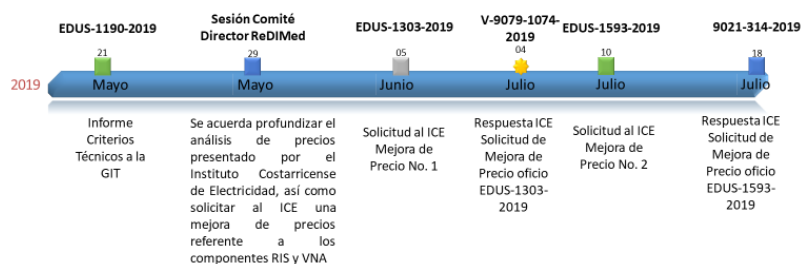 EDUS-1190-2019
Sesión Comité
Director ReDIMed
EDUS-1303-2019
V-9079-1074-
2019
EDUS-1593-2019
9021-314-2019
21
29
05
04
10
18
2019
Mayo
Mayo
Junio
Julio
Julio
Julio
Informe
Criterios
Técnicos a la
GIT
Se acuerda profundizar el
análisis de precios
presentado por el
Instituto Costarricense
de Electricidad, así como
solicitar al ICE una
mejora de precios
referente a los
componentes RIS y VNA
Solicitud al ICE
Mejora de
Precio No. 1
Respuesta ICE
Solicitud de
Mejora de
Precio oficio
EDUS-1303-
2019
Solicitud al ICE
Mejora de
Precio No. 2
Respuesta ICE
Solicitud de
Mejora de
Precio oficio
EDUS-1593-
2019